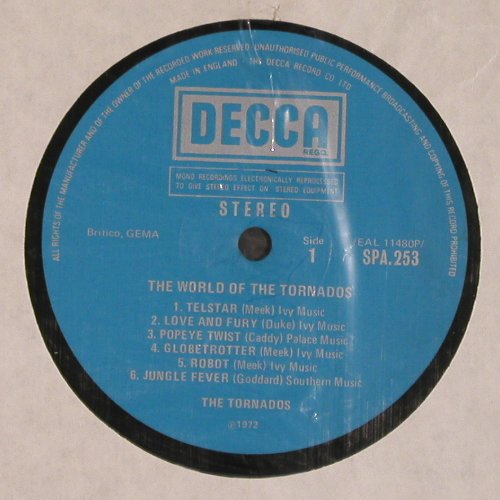 ALL RIGHTS OF THE MANUFACTURER AND OF THE OWNER OF THE RECORDED WORK RESERVED UNAUTHORISED PUBLIC PERFORMANCE BROADCASTING AND COPYING OF THIS RECORD PROHIBITED
MADE IN ENGLAND · THE DECCA RECORD CO LTD
DECCA
REGD.
MONO RECORDINGS ELECTRONICALLY REPROCESSED
TO GIVE STEREO EFFECT ON STEREO EQUIPMENT
STEREO
Britico, GEMA
Side
1
EAL 11480P/
SPA.253
THE WORLD OF THE TORNADOS
1. TELSTAR (Meek) Ivy Music
2. LOVE AND FURY (Duke) Ivy Music
3. POPEYE TWIST (Caddy) Palace Music
4. GLOBETROTTER (Meek) Ivy Music
5. ROBOT (Meek) Ivy Music
6. JUNGLE FEVER (Goddard) Southern Music
THE TORNADOS
℗1972